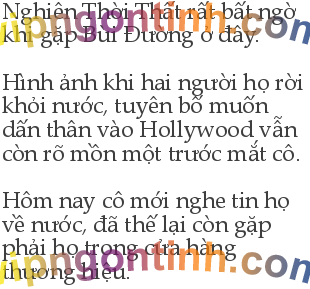 Nghiên Thời Thất rất bất ngờ
khi gặp Bùi Đường ở đây.
Hình ảnh khi hai người họ rời
khỏi nước, tuyên bố muốn
dấn thân vào Hollywood vẫn
còn rõ mồn một trước mắt cô.
Hôm nay cô mới nghe tin họ
về nước, đã thế lại còn gặp
phải họ trong cửa hàng
thương hiệu.
vipngontinh.com
vipngontinh.com